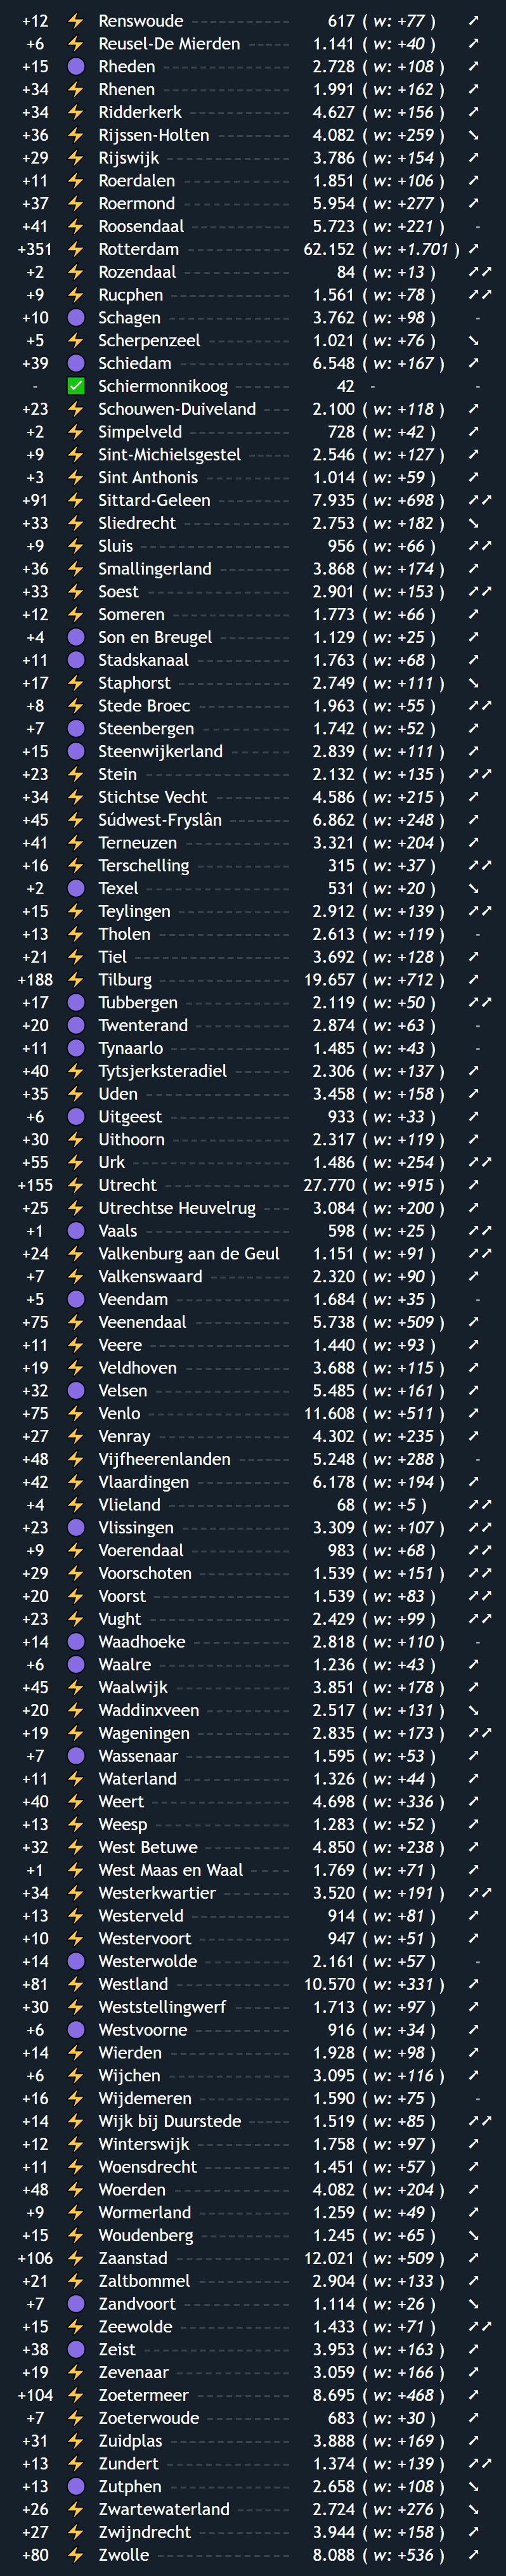 +12 ⚡ Renswoude 617 ( w: +77 ) ↗
+6 ⚡ Reusel-De Mierden 1.141 ( w: +40 ) ↗
+15 🟣 Rheden 2.728 ( w: +108 ) ↗
+34 ⚡ Rhenen 1.991 ( w: +162 ) ↗
+34 ⚡ Ridderkerk 4.627 ( w: +156 ) ↗
+36 ⚡ Rijssen-Holten 4.082 ( w: +259 ) ↘
+29 ⚡ Rijswijk 3.786 ( w: +154 ) ↗
+11 ⚡ Roerdalen 1.851 ( w: +106 ) ↗
+37 ⚡ Roermond 5.954 ( w: +277 ) ↗
+41 ⚡ Roosendaal 5.723 ( w: +221 ) -
+351 ⚡ Rotterdam 62.152 ( w: +1.701 ) ↗
+2 ⚡ Rozendaal 84 ( w: +13 ) ↗↗
+9 ⚡ Rucphen 1.561 ( w: +78 ) ↗↗
+10 🟣 Schagen 3.762 ( w: +98 ) -
+5 ⚡ Scherpenzeel 1.021 ( w: +76 ) ↘
+39 🟣 Schiedam 6.548 ( w: +167 ) ↗
- ✅ Schiermonnikoog 42 - -
+23 ⚡ Schouwen-Duiveland 2.100 ( w: +118 ) ↗
+2 ⚡ Simpelveld 728 ( w: +42 ) ↗
+9 ⚡ Sint-Michielsgestel 2.546 ( w: +127 ) ↗
+3 ⚡ Sint Anthonis 1.014 ( w: +59 ) ↗
+91 ⚡ Sittard-Geleen 7.935 ( w: +698 ) ↗↗
+33 ⚡ Sliedrecht 2.753 ( w: +182 ) ↘
+9 ⚡ Sluis 956 ( w: +66 ) ↗↗
+36 ⚡ Smallingerland 3.868 ( w: +174 ) ↗
+33 ⚡ Soest 2.901 ( w: +153 ) ↗↗
+12 ⚡ Someren 1.773 ( w: +66 ) ↗
+4 🟣 Son en Breugel 1.129 ( w: +25 ) ↗
+11 🟣 Stadskanaal 1.763 ( w: +68 ) ↗
+17 ⚡ Staphorst 2.749 ( w: +111 ) ↘
+8 ⚡ Stede Broec 1.963 ( w: +55 ) ↗↗
+7 🟣 Steenbergen 1.742 ( w: +52 ) ↗
+15 🟣 Steenwijkerland 2.839 ( w: +111 ) ↗
+23 ⚡ Stein 2.132 ( w: +135 ) ↗↗
+34 ⚡ Stichtse Vecht 4.586 ( w: +215 ) ↗
+45 ⚡ Súdwest-Fryslân 6.862 ( w: +248 ) ↗
+41 ⚡ Terneuzen 3.321 ( w: +204 ) ↗
+16 ⚡ Terschelling 315 ( w: +37 ) ↗↗
+2 🟣 Texel 531 ( w: +20 ) ↘
+15 ⚡ Teylingen 2.912 ( w: +139 ) ↗↗
+13 ⚡ Tholen 2.613 ( w: +119 ) -
+21 ⚡ Tiel 3.692 ( w: +128 ) ↗
+188 ⚡ Tilburg 19.657 ( w: +712 ) ↗
+17 🟣 Tubbergen 2.119 ( w: +50 ) ↗↗
+20 🟣 Twenterand 2.874 ( w: +63 ) -
+11 🟣 Tynaarlo 1.485 ( w: +43 ) -
+40 ⚡ Tytsjerksteradiel 2.306 ( w: +137 ) ↗
+35 ⚡ Uden 3.458 ( w: +158 ) ↗
+6 🟣 Uitgeest 933 ( w: +33 ) ↗
+30 ⚡ Uithoorn 2.317 ( w: +119 ) ↗
+55 ⚡ Urk 1.486 ( w: +254 ) ↗↗
+155 ⚡ Utrecht 27.770 ( w: +915 ) ↗
+25 ⚡ Utrechtse Heuvelrug 3.084 ( w: +200 ) ↗
+1 🟣 Vaals 598 ( w: +25 ) ↗↗
+24 ⚡ Valkenburg aan de Geul 1.151 ( w: +91 ) ↗↗
+7 ⚡ Valkenswaard 2.320 ( w: +90 ) ↗
+5 🟣 Veendam 1.684 ( w: +35 ) -
+75 ⚡ Veenendaal 5.738 ( w: +509 ) ↗
+11 ⚡ Veere 1.440 ( w: +93 ) ↗
+19 ⚡ Veldhoven 3.688 ( w: +115 ) ↗
+32 🟣 Velsen 5.485 ( w: +161 ) ↗
+75 ⚡ Venlo 11.608 ( w: +511 ) ↗
+27 ⚡ Venray 4.302 ( w: +235 ) ↗
+48 ⚡ Vijfheerenlanden 5.248 ( w: +288 ) -
+42 ⚡ Vlaardingen 6.178 ( w: +194 ) ↗
+4 ⚡ Vlieland 68 ( w: +5 ) ↗↗
+23 🟣 Vlissingen 3.309 ( w: +107 ) ↗↗
+9 ⚡ Voerendaal 983 ( w: +68 ) ↗↗
+29 ⚡ Voorschoten 1.539 ( w: +151 ) ↗↗
+20 ⚡ Voorst 1.539 ( w: +83 ) ↗↗
+23 ⚡ Vught 2.429 ( w: +99 ) ↗↗
+14 🟣 Waadhoeke 2.818 ( w: +110 ) -
+6 🟣 Waalre 1.236 ( w: +43 ) ↗
+45 ⚡ Waalwijk 3.851 ( w: +178 ) ↗
+20 ⚡ Waddinxveen 2.517 ( w: +131 ) ↘
+19 ⚡ Wageningen 2.835 ( w: +173 ) ↗↗
+7 🟣 Wassenaar 1.595 ( w: +53 ) ↗
+11 ⚡ Waterland 1.326 ( w: +44 ) ↗
+40 ⚡ Weert 4.698 ( w: +336 ) ↗
+13 ⚡ Weesp 1.283 ( w: +52 ) ↗
+32 ⚡ West Betuwe 4.850 ( w: +238 ) ↗
+1 ⚡ West Maas en Waal 1.769 ( w: +71 ) ↗
+34 ⚡ Westerkwartier 3.520 ( w: +191 ) ↗↗
+13 ⚡ Westerveld 914 ( w: +81 ) ↗
+10 ⚡ Westervoort 947 ( w: +51 ) ↗
+14 🟣 Westerwolde 2.161 ( w: +57 ) -
+81 ⚡ Westland 10.570 ( w: +331 ) ↗
+30 ⚡ Weststellingwerf 1.713 ( w: +97 ) ↗
+6 🟣 Westvoorne 916 ( w: +34 ) ↗
+14 ⚡ Wierden 1.928 ( w: +98 ) ↗
+6 ⚡ Wijchen 3.095 ( w: +116 ) ↗
+16 ⚡ Wijdemeren 1.590 ( w: +75 ) -
+14 ⚡ Wijk bij Duurstede 1.519 ( w: +85 ) ↗↗
+12 ⚡ Winterswijk 1.758 ( w: +97 ) ↗
+11 ⚡ Woensdrecht 1.451 ( w: +57 ) ↗
+48 ⚡ Woerden 4.082 ( w: +204 ) ↗
+9 ⚡ Wormerland 1.259 ( w: +49 ) ↗
+15 ⚡ Woudenberg 1.245 ( w: +65 ) ↘
+106 ⚡ Zaanstad 12.021 ( w: +509 ) ↗
+21 ⚡ Zaltbommel 2.904 ( w: +133 ) ↗
+7 🟣 Zandvoort 1.114 ( w: +26 ) ↘
+15 ⚡ Zeewolde 1.433 ( w: +71 ) ↗↗
+38 🟣 Zeist 3.953 ( w: +163 ) ↗
+19 ⚡ Zevenaar 3.059 ( w: +166 ) ↗
+104 ⚡ Zoetermeer 8.695 ( w: +468 ) ↗
+7 ⚡ Zoeterwoude 683 ( w: +30 ) ↗
+31 ⚡ Zuidplas 3.888 ( w: +169 ) ↗
+13 ⚡ Zundert 1.374 ( w: +139 ) ↗↗
+13 🟣 Zutphen 2.658 ( w: +108 ) ↘
+26 ⚡ Zwartewaterland 2.724 ( w: +276 ) ↘
+27 ⚡ Zwijndrecht 3.944 ( w: +158 ) ↗
+80 ⚡ Zwolle 8.088 ( w: +536 ) ↗